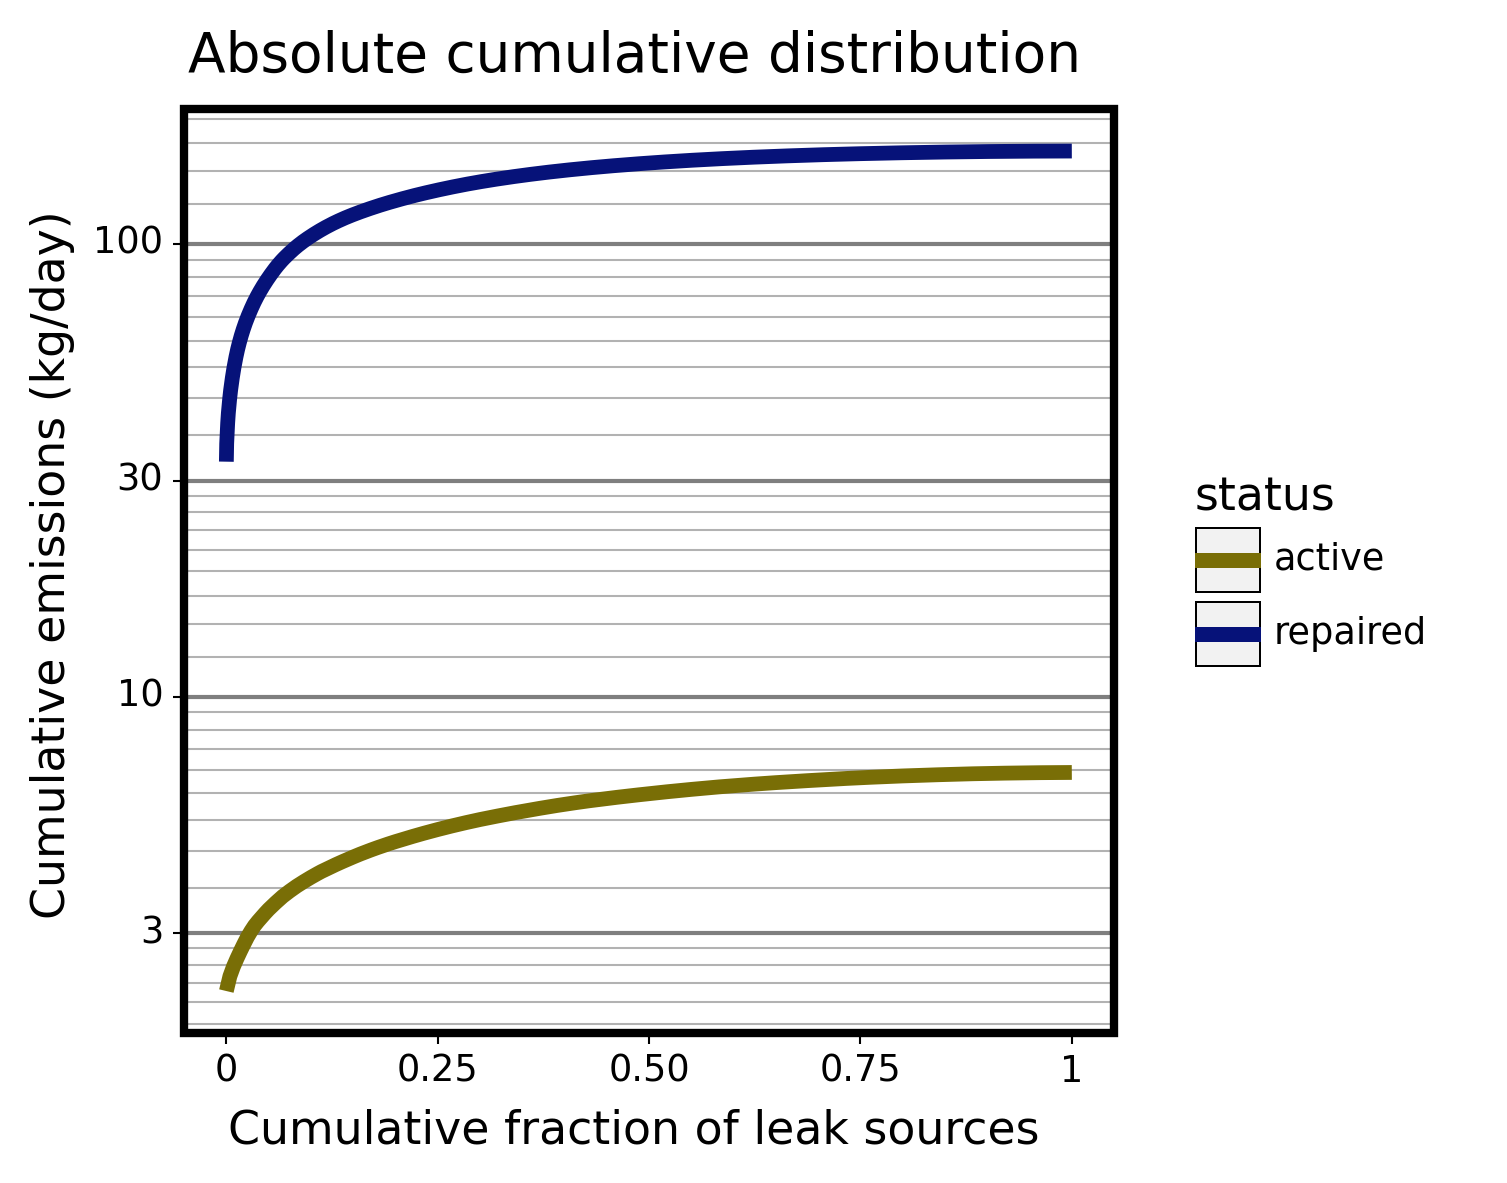 Absolute cumulative distribution
Cumulative emissions (kg/day)
100
30
10
3
0
0.25
0.50
0.75
1
Cumulative fraction of leak sources
status
active
repaired